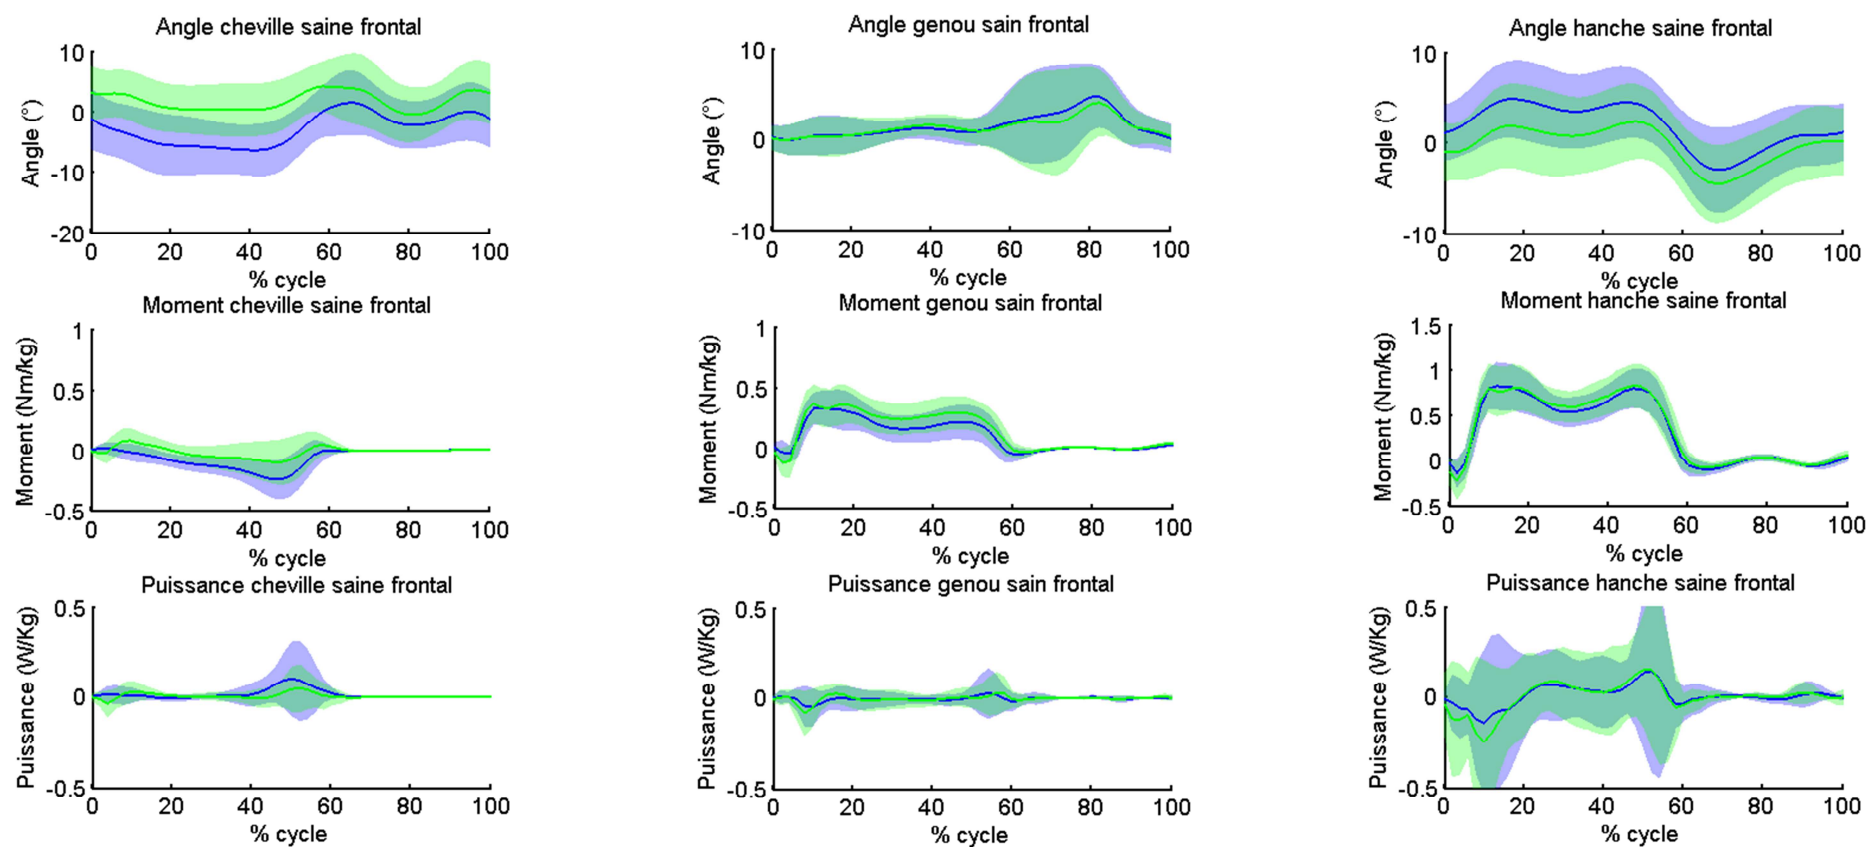 Angle cheville saine frontal
Angle genou sain frontal
Angle hanche saine frontal
10
0
-10
-20
Angle (°)
0 20 40 60 80 100
% cycle
10
0
-10
Angle (°)
0 20 40 60 80 100
% cycle
10
0
-10
Angle (°)
0 20 40 60 80 100
% cycle
Moment cheville saine frontal
Moment genou sain frontal
Moment hanche saine frontal
1
0.5
0
-0.5
Moment (Nm/kg)
0 20 40 60 80 100
% cycle
1
0.5
0
-0.5
Moment (Nm/kg)
0 20 40 60 80 100
% cycle
1.5
1
0.5
0
-0.5
Moment (Nm/kg)
0 20 40 60 80 100
% cycle
Puissance cheville saine frontal
Puissance genou sain frontal
Puissance hanche saine frontal
0.5
0
-0.5
Puissance (W/Kg)
0 20 40 60 80 100
% cycle
0.5
0
-0.5
Puissance (W/Kg)
0 20 40 60 80 100
% cycle
0.5
0
-0.5
Puissance (W/Kg)
0 20 40 60 80 100
% cycle